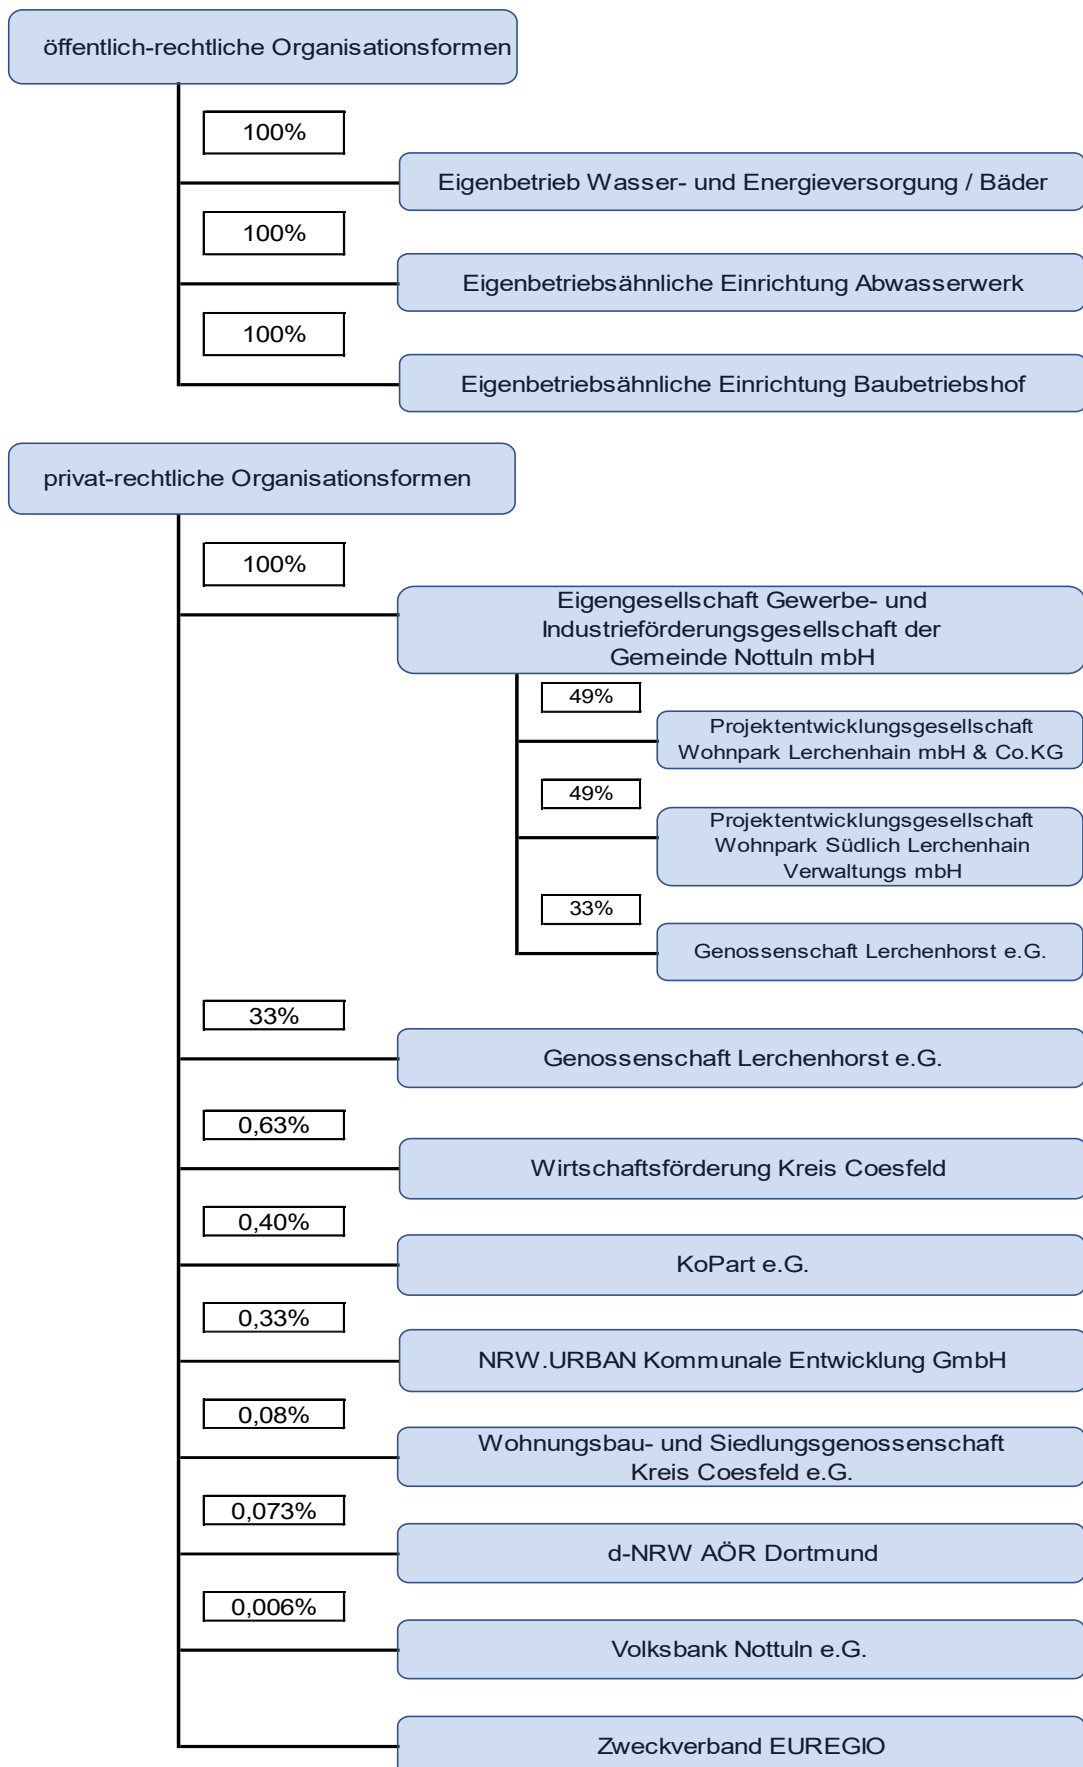 öffentlich-rechtliche Organisationsformen
100%
Eigenbetrieb Wasser- und Energieversorgung / Bäder
100%
Eigenbetriebsähnliche Einrichtung Abwasserwerk
100%
Eigenbetriebsähnliche Einrichtung Baubetriebshof
privat-rechtliche Organisationsformen
100%
Eigengesellschaft Gewerbe- und
Industrieförderungsgesellschaft der
Gemeinde Nottuln mbH
49%
Projektentwicklungsgesellschaft
Wohnpark Lerchenhain mbH & Co.KG
49%
Projektentwicklungsgesellschaft
Wohnpark Südlich Lerchenhain
Verwaltungs mbH
33%
Genossenschaft Lerchenhorst e.G.
33%
Genossenschaft Lerchenhorst e.G.
0,63%
Wirtschaftsförderung Kreis Coesfeld
0,40%
KoPart e.G.
0,33%
NRW.URBAN Kommunale Entwicklung GmbH
0,08%
Wohnungsbau- und Siedlungsgenossenschaft
Kreis Coesfeld e.G.
0,073%
d-NRW AÖR Dortmund
0,006%
Volksbank Nottuln e.G.
Zweckverband EUREGIO